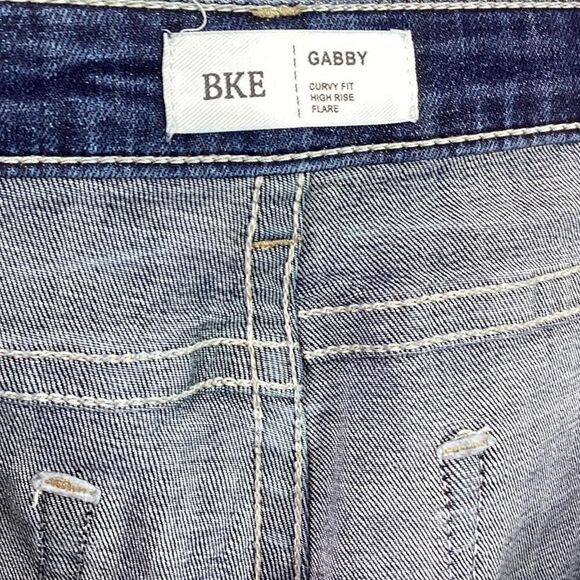 BKE
GABBY
CURVY FIT
HIGH RISE
FLARE